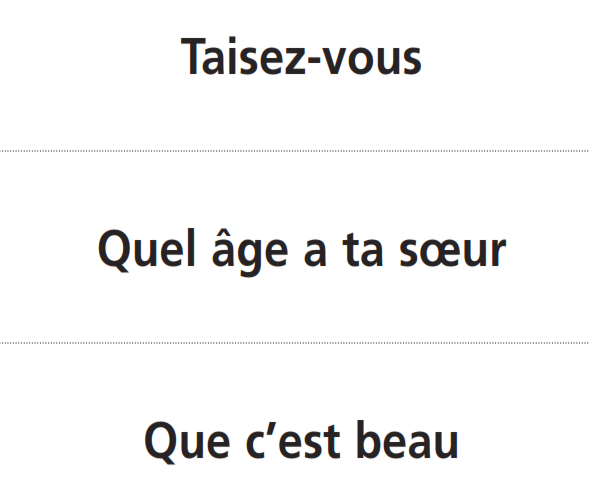 Taisez-vous
Quel âge a ta sœur
Que c’est beau